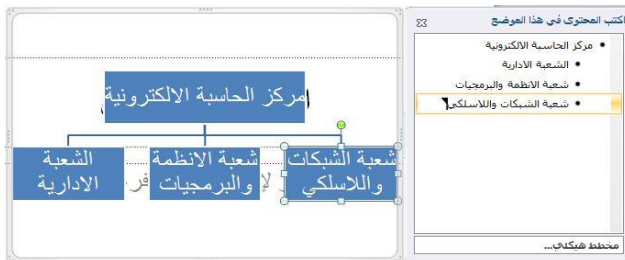 اكتب المحتوى في هذا الموضع
مركز الحاسبة الالكترونية
الشعبة الادارية
شعبة الانظمة والبرمجيات
شعبة الشبكات واللاسلكي
مخطط هيكلي...
مركز الحاسبة الالكترونية
شعبة الشبكات
واللاسلكي
شعبة الانظمة
والبرمجيات
الشعبة
الادارية